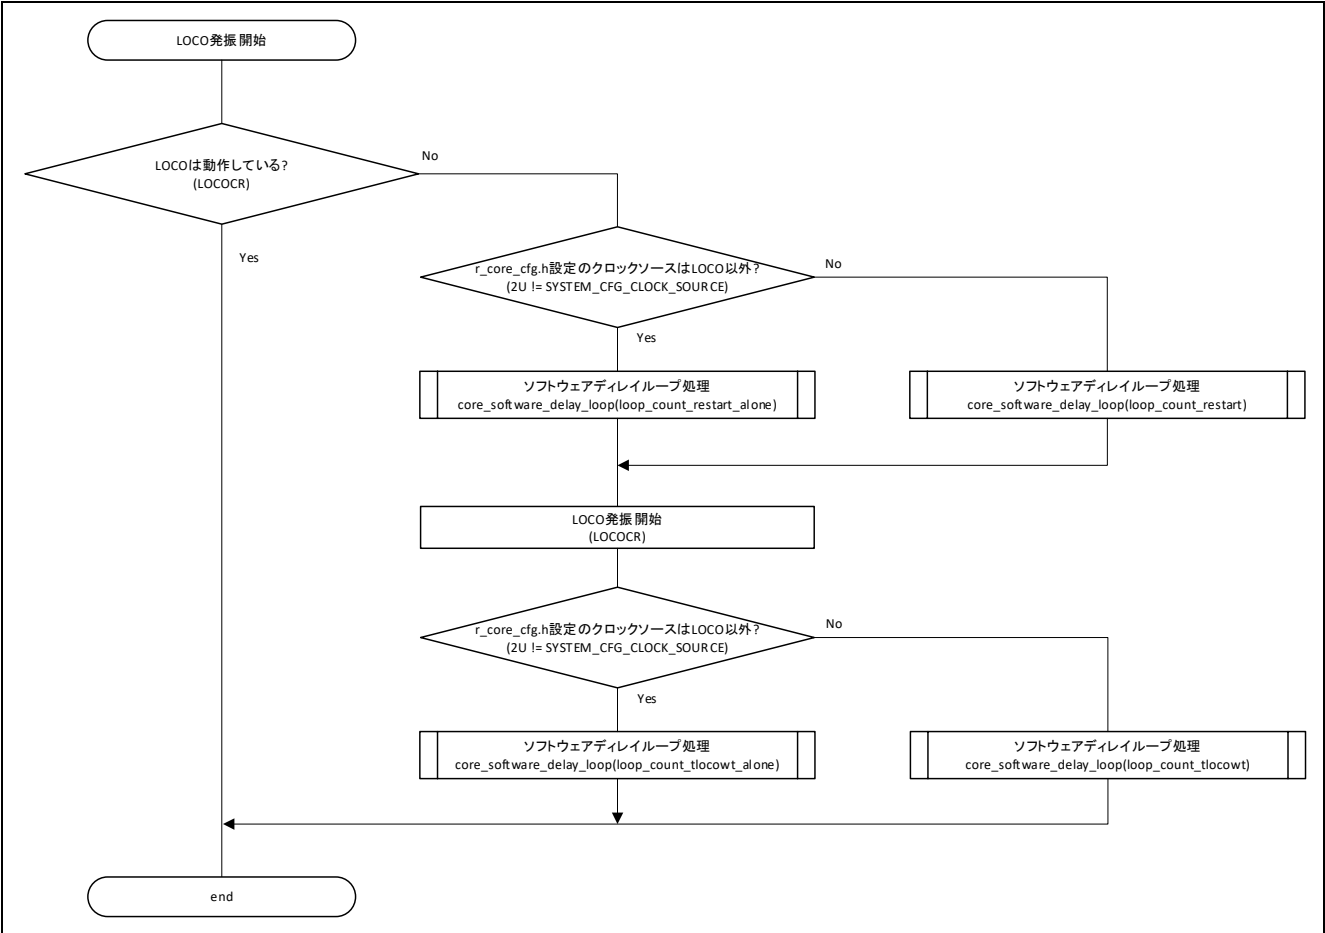 LOCO発振開始
LOCOは動作している?
(LOCOCR)
No
Yes
r_core_cfg.h設定のクロックソースはLOCO以外?
(2U != SYSTEM_CFG_CLOCK_SOURCE)
No
Yes
ソフトウェアディレイループ処理
core_software_delay_loop(loop_count_restart_alone)
ソフトウェアディレイループ処理
core_software_delay_loop(loop_count_restart)
LOCO発振開始
(LOCOCR)
r_core_cfg.h設定のクロックソースはLOCO以外?
(2U != SYSTEM_CFG_CLOCK_SOURCE)
No
Yes
ソフトウェアディレイループ処理
core_software_delay_loop(loop_count_tlocowt_alone)
ソフトウェアディレイループ処理
core_software_delay_loop(loop_count_tlocowt)
end